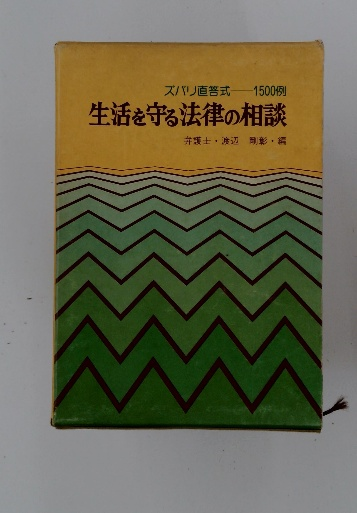 ズバリ直答式——1500例
生活を守る法律の相談
弁護士・渡辺 剛彰・編